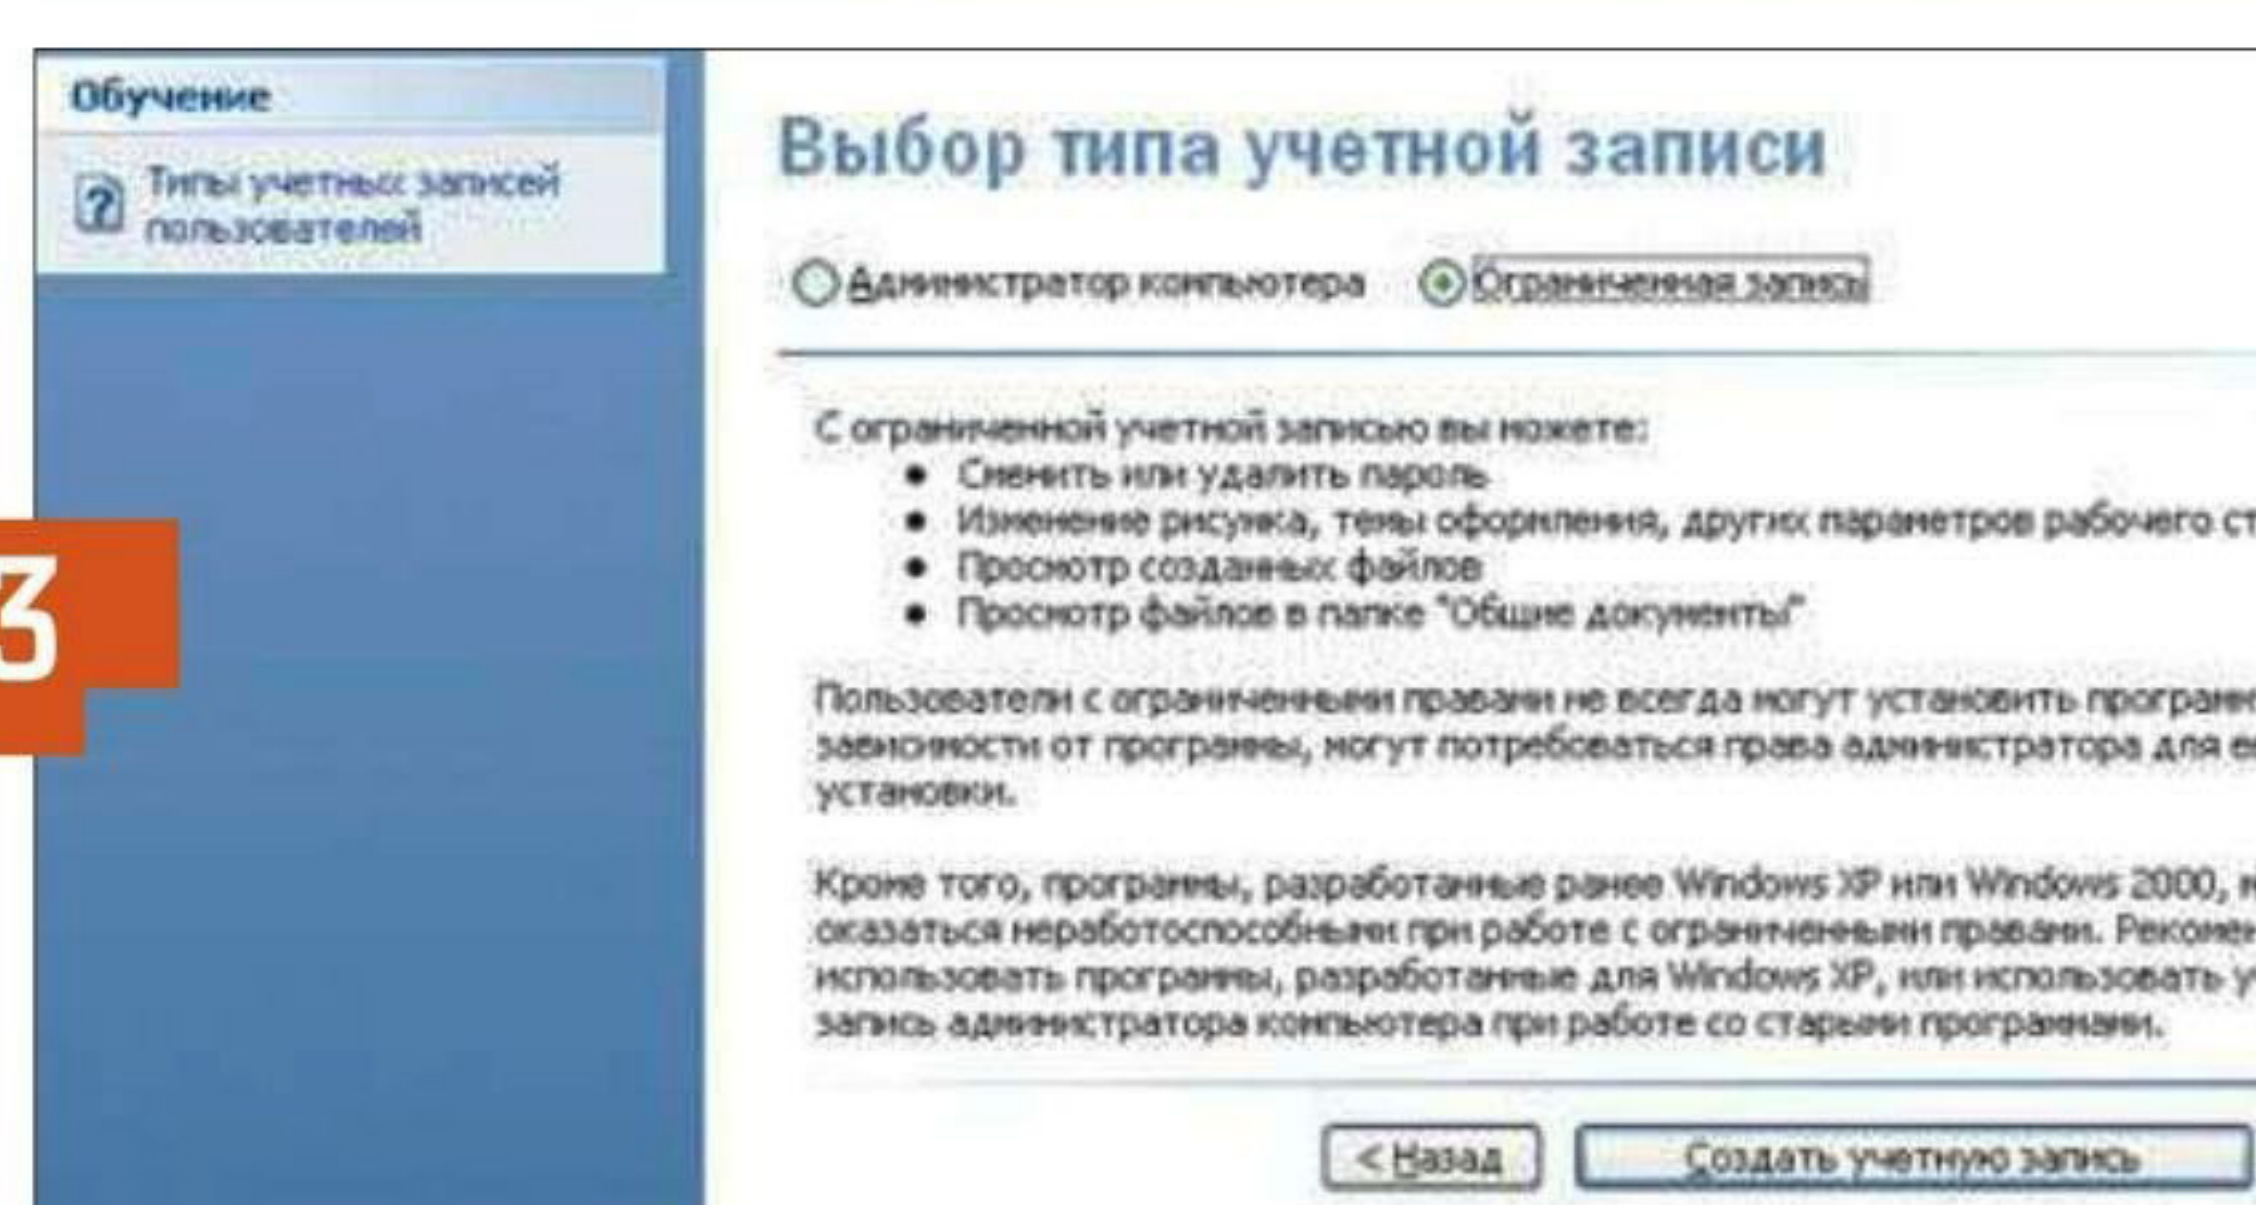 Обучение
Типы учетных записей
пользователей
3
Выбор типа учетной записи
Администратор компьютера Ограниченная запись
С ограниченной учетной записью вы можете:
• Сменить или удалить пароль
• Изменение рисунка, темы оформления, других параметров рабочего ст
• Просмотр созданных файлов
• Просмотр файлов в папке "Общие документы"
Пользователи с ограниченными правами не всегда могут установить программ
зависимости от программы, могут потребоваться права администратора для ее
установки.
Кроме того, программы, разработанные ранее Windows XP или Windows 2000, м
оказаться неработоспособными при работе с ограниченными правами. Рекомен
использовать программы, разработанные для Windows XP, или использовать уч
запись администратора компьютера при работе со старыми программами.
< Назад Создать учетную запись